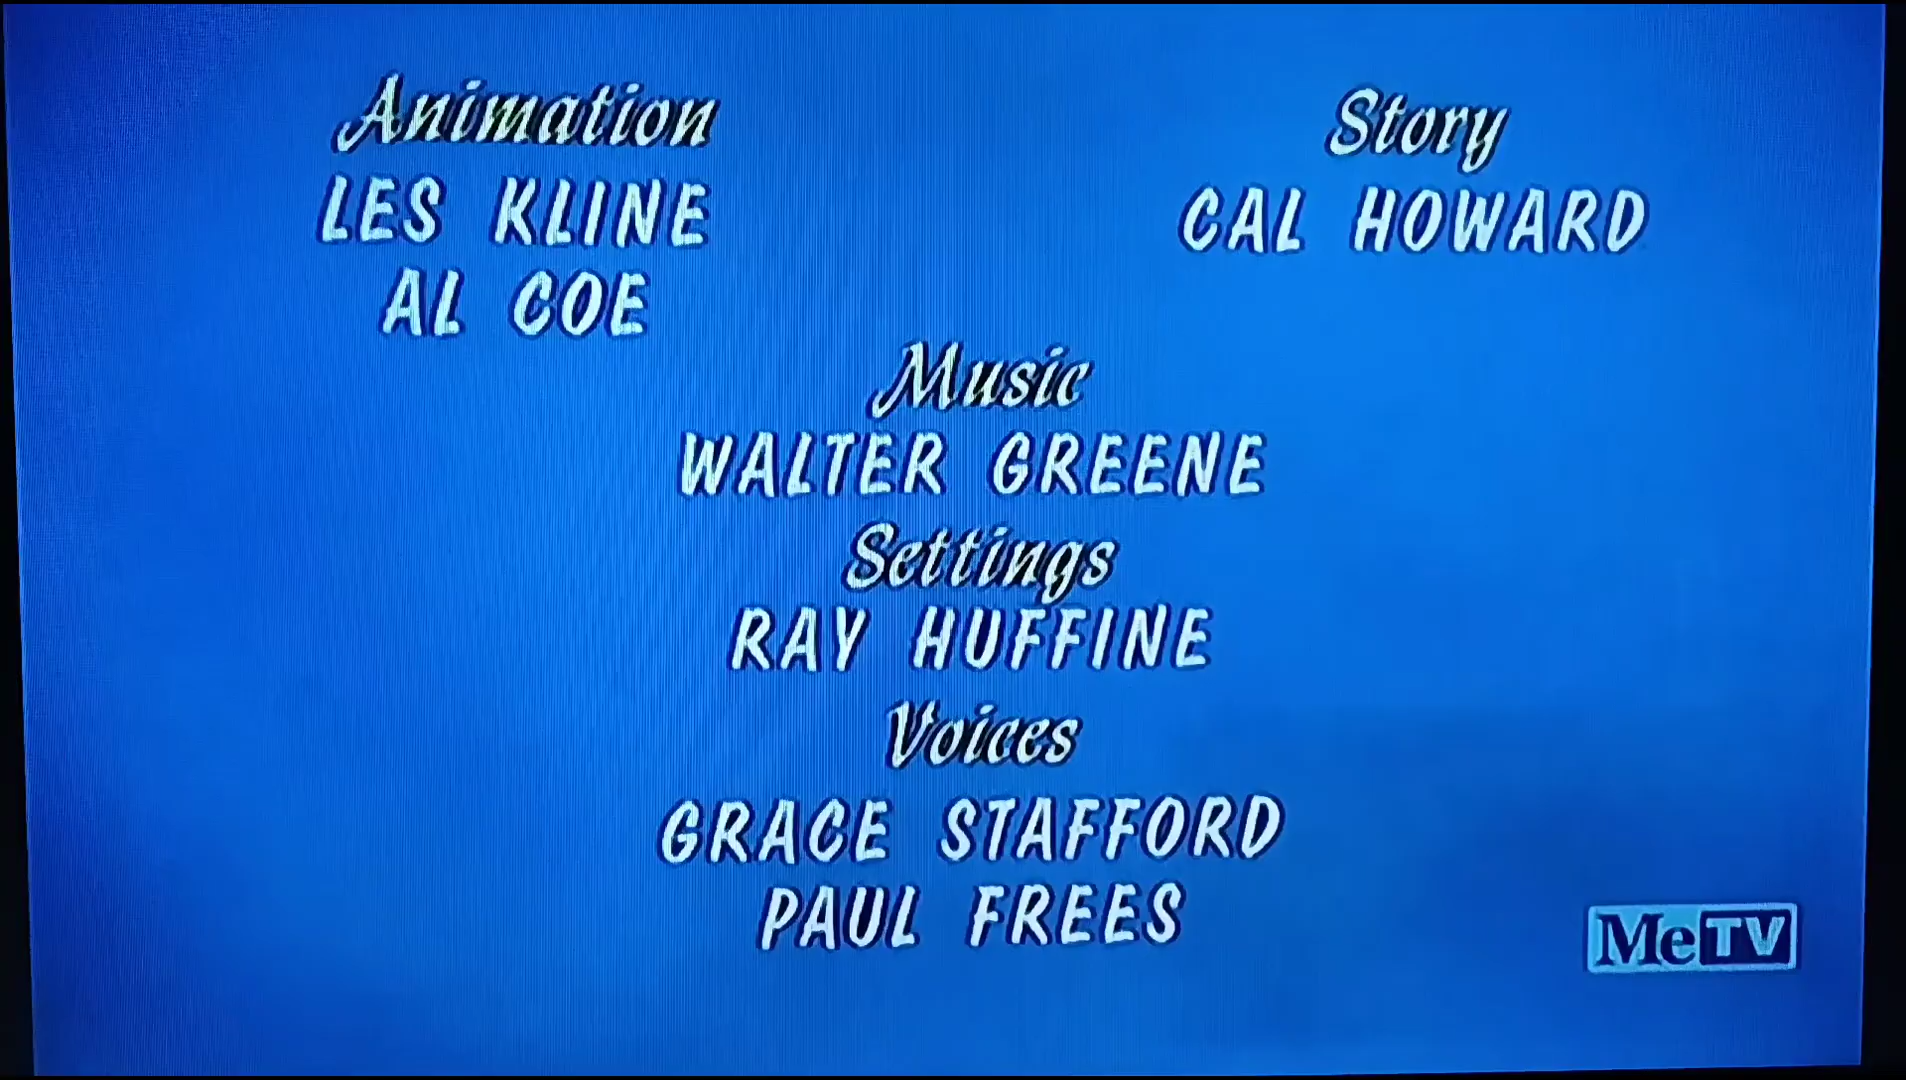 Animation
LES KLINE
AL COE
Story
CAL HOWARD
Music
WALTER GREENE
Settings
RAY HUFFINE
Voices
GRACE STAFFORD
PAUL FREES
MeTV